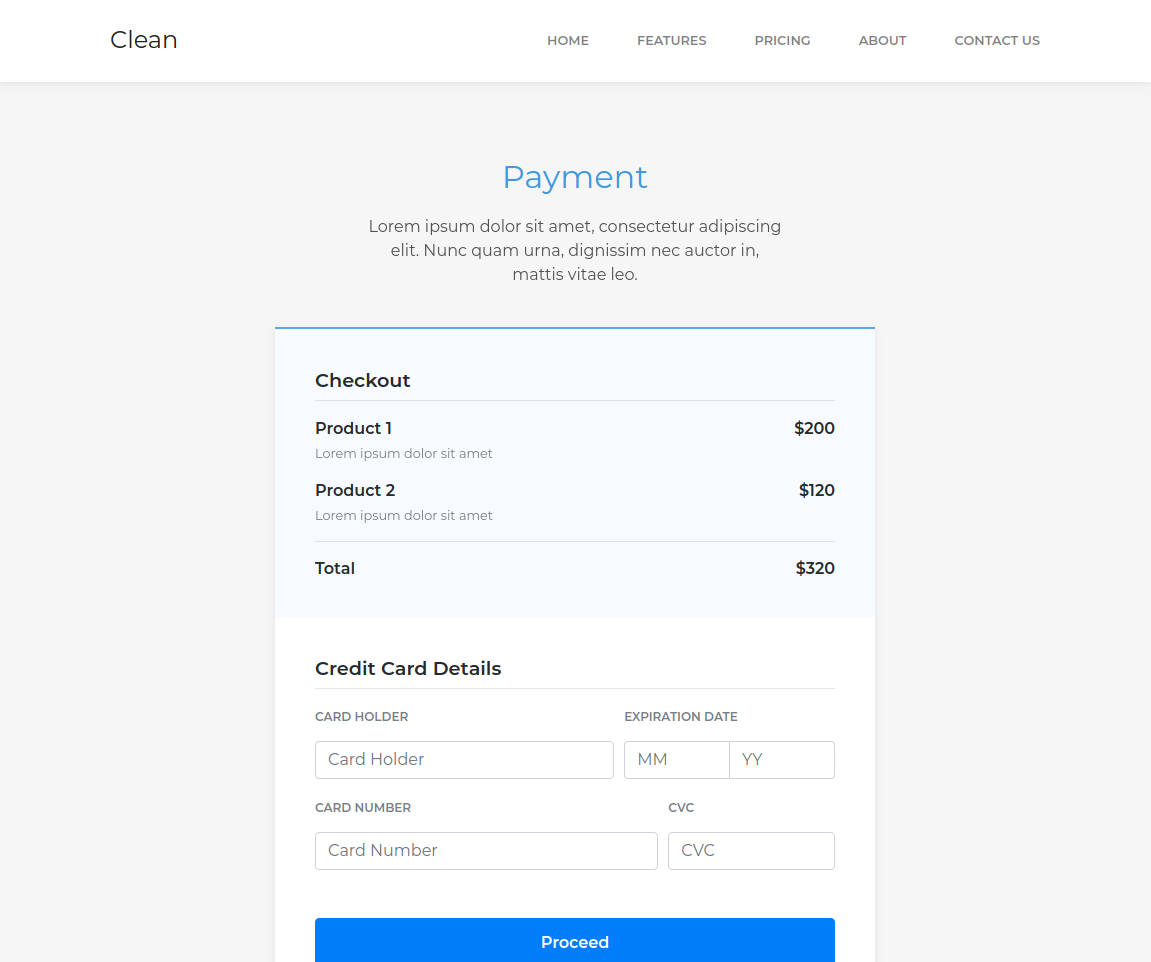 Clean
HOME FEATURES PRICING ABOUT CONTACT US
Payment
Lorem ipsum dolor sit amet, consectetur adipiscing
elit. Nunc quam urna, dignissim nec auctor in,
mattis vitae leo.
Checkout
Product 1 $200
Lorem ipsum dolor sit amet
Product 2 $120
Lorem ipsum dolor sit amet
Total $320
Credit Card Details
CARD HOLDER EXPIRATION DATE
Card Holder MM YY
CARD NUMBER CVC
Card Number CVC
Proceed